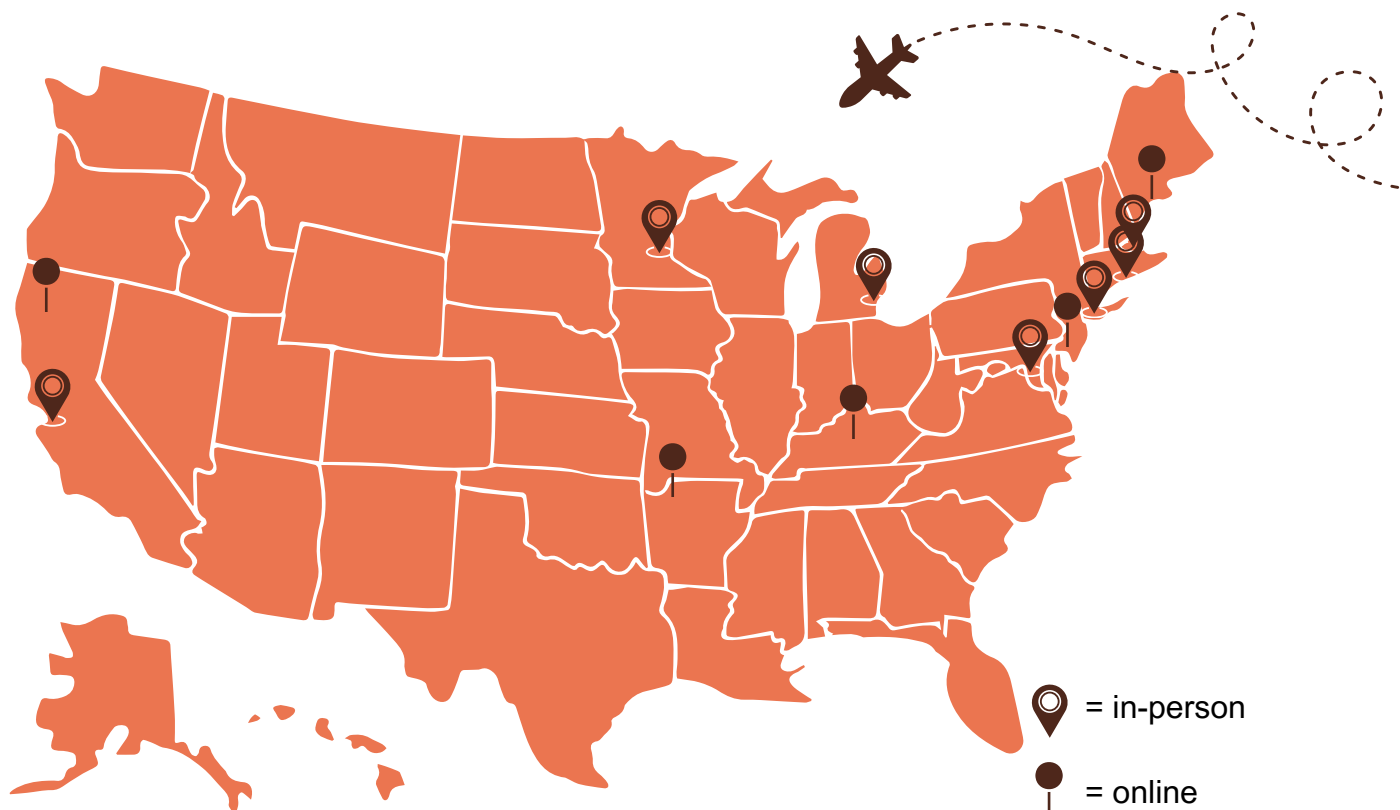 = in-person
= online